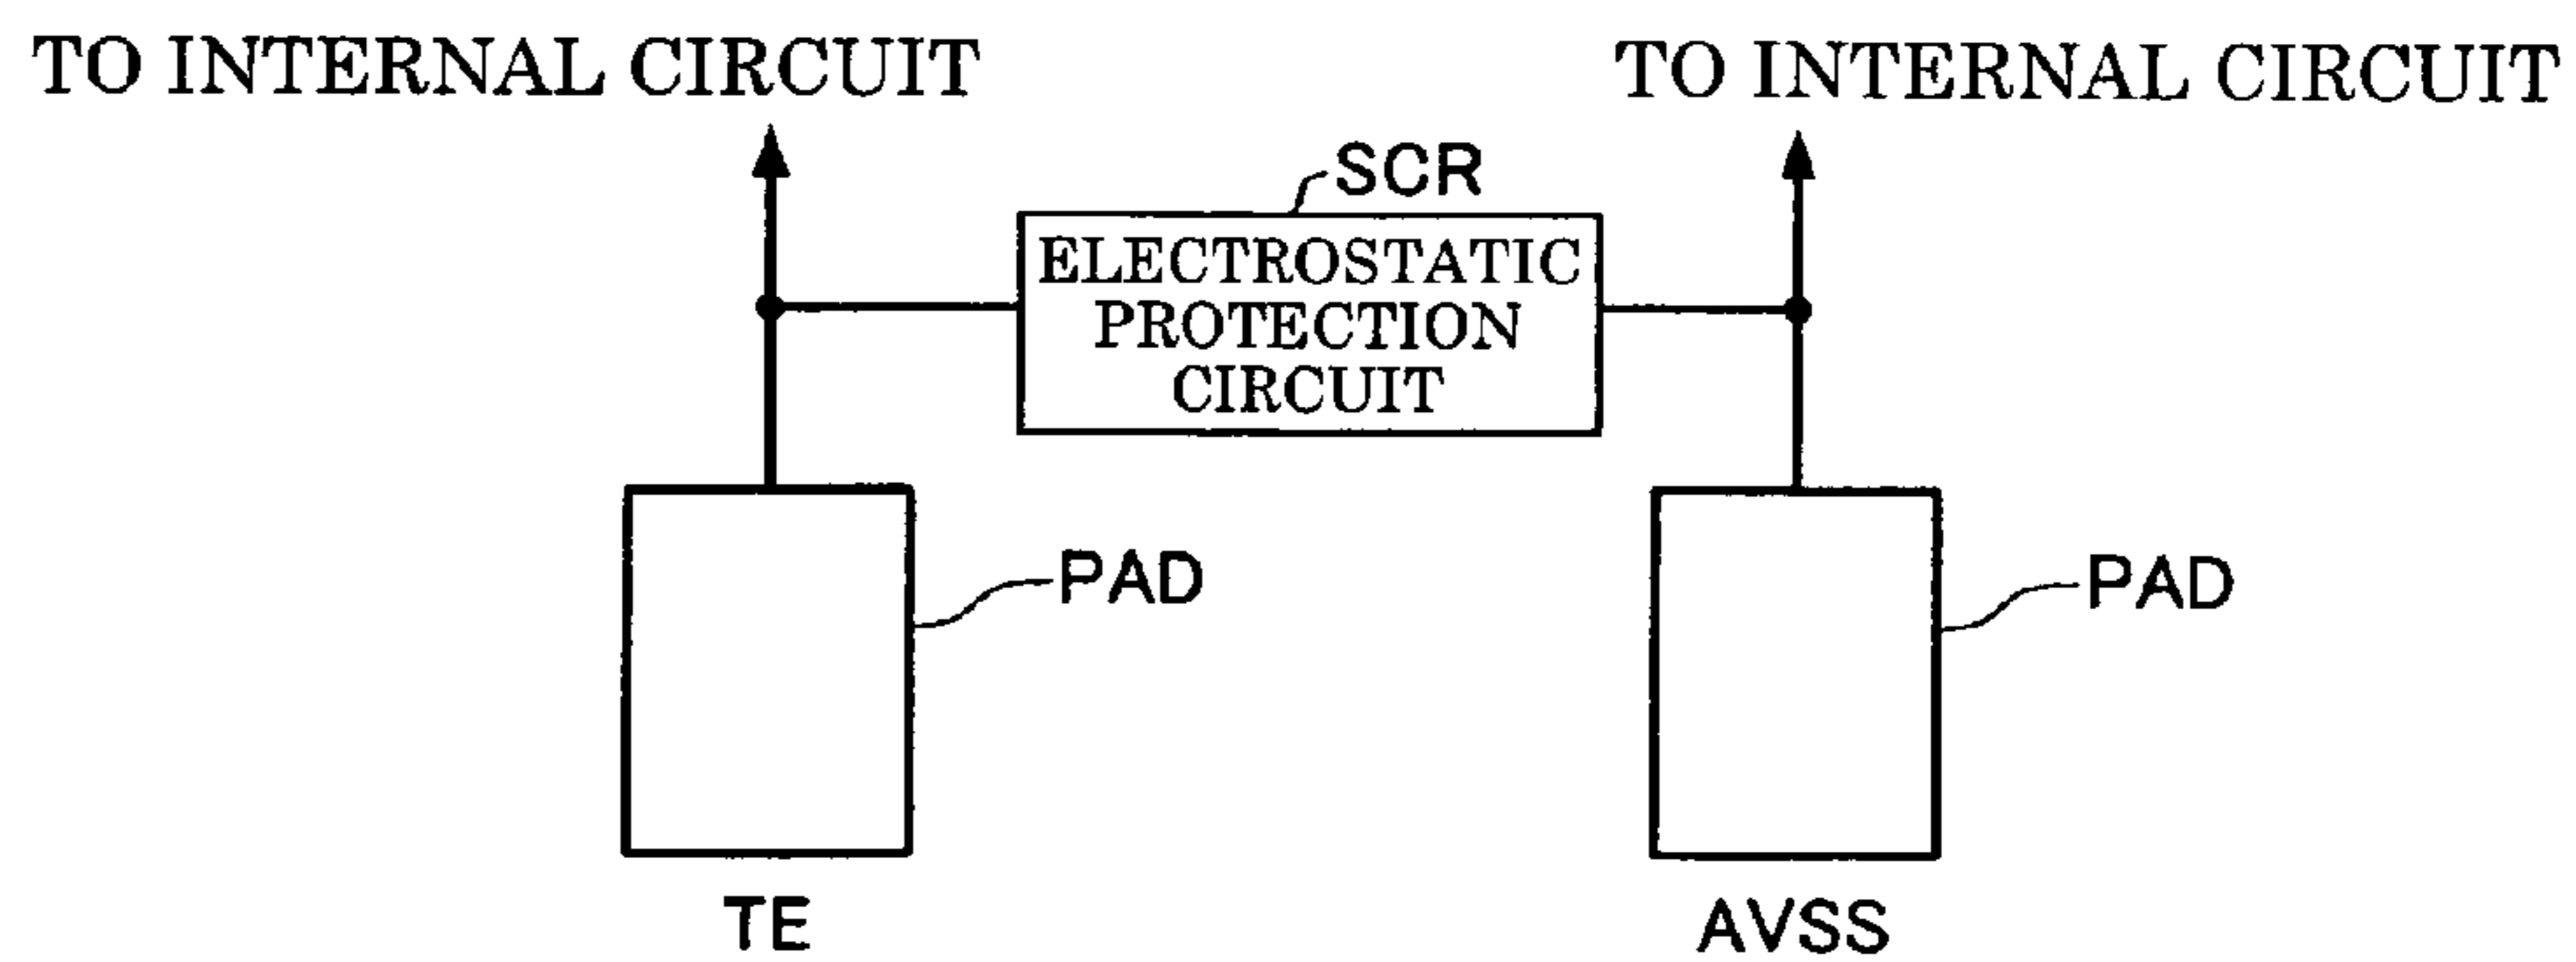 TO INTERNAL CIRCUIT
TO INTERNAL CIRCUIT
SCR
ELECTROSTATIC
PROTECTION
CIRCUIT
PAD
PAD
TE
AVSS